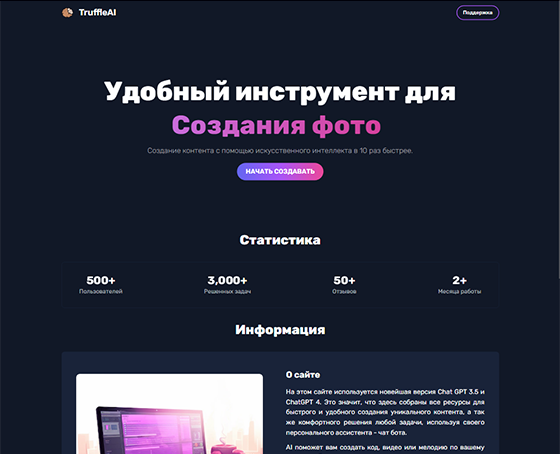 TruffleAI
Поддержка
Удобный инструмент для
Создания фото
Создание контента с помощью искусственного интеллекта в 10 раз быстрее.
НАЧАТЬ СОЗДАВАТЬ
Статистика
500+
Пользователей
3,000+
Решенных задач
50+
Отзывов
2+
Месяца работы
Информация
О сайте
На этом сайте используется новейшая версия Chat GPT 3.5 и
ChatGPT 4. Это значит, что здесь собраны все ресурсы для
быстрого и удобного создания уникального контента, а так
же комфортного решения любой задачи, используя своего
персонального ассистента - чат бота.
AI поможет вам создать код, видео или мелодию по вашему